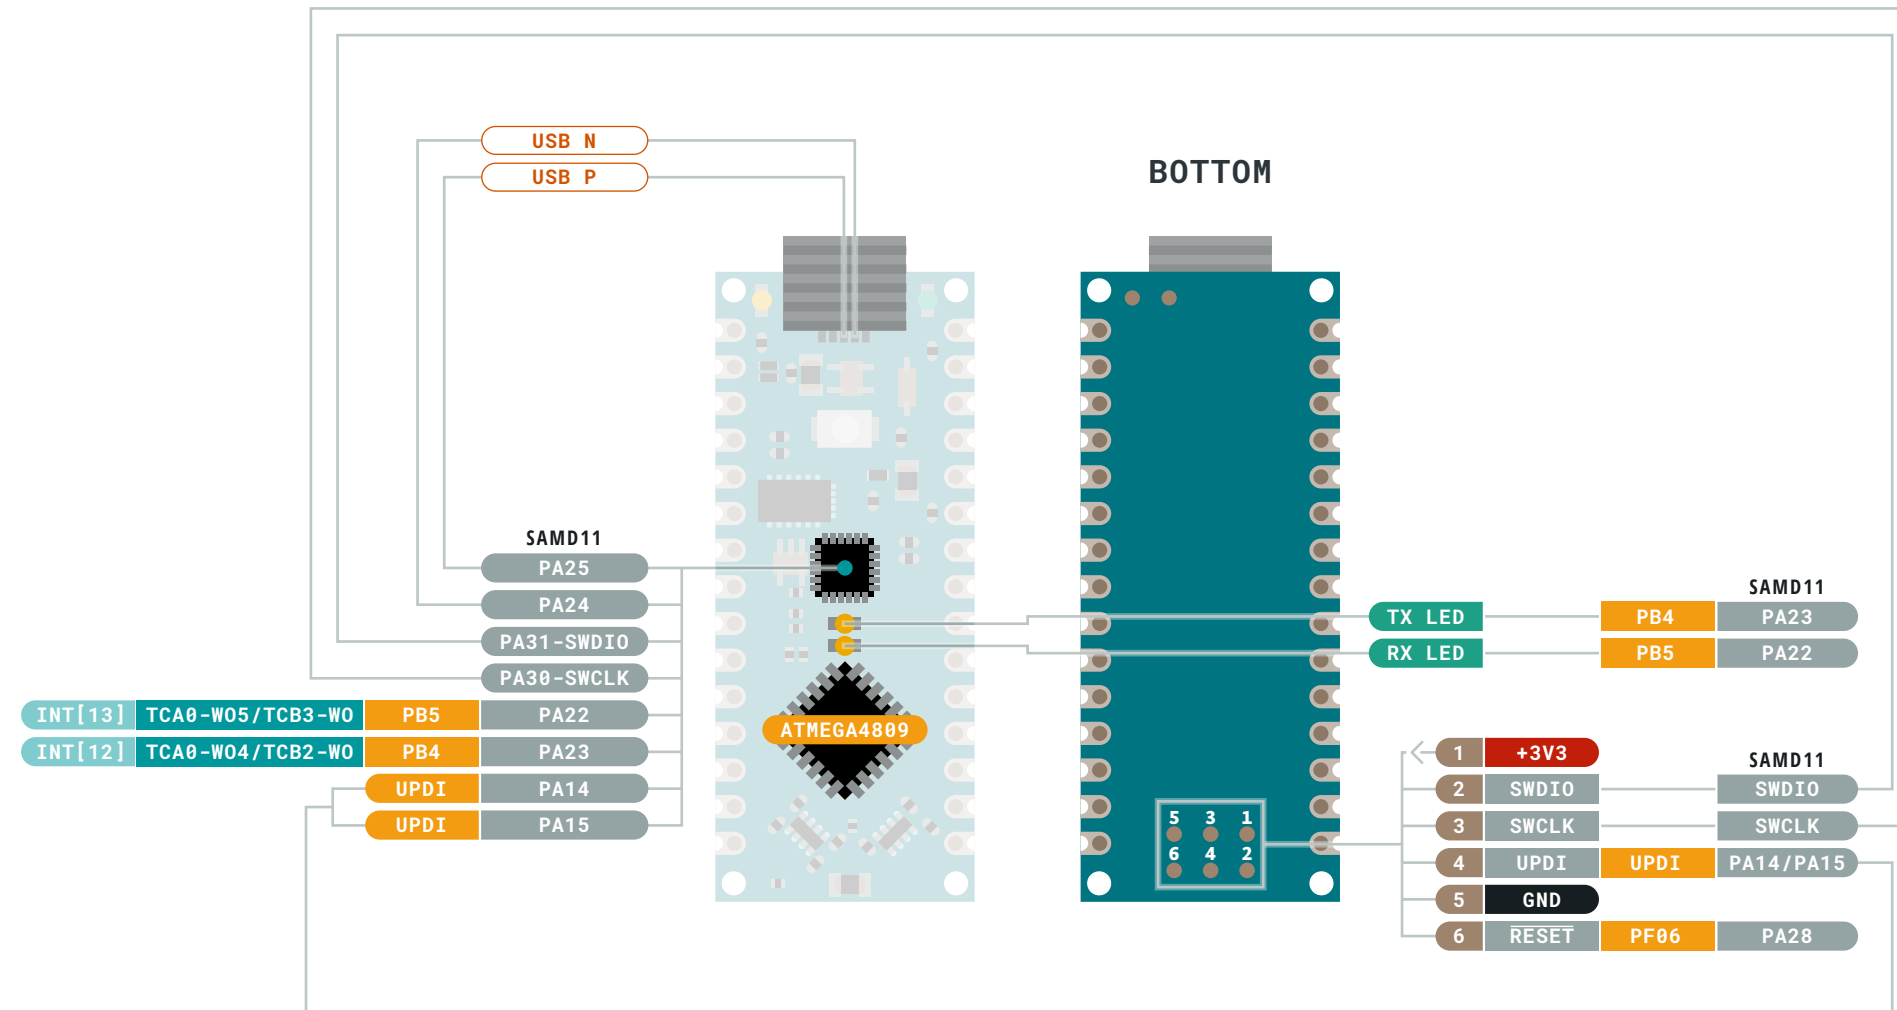 USB N
USB P
BOTTOM
SAMD11
PA25
PA24
PA31-SWDIO
PA30-SWCLK
INT[13] TCA0-WO5/TCB3-WO PB5 PA22
INT[12] TCA0-WO4/TCB2-WO PB4 PA23
UPDI PA14
UPDI PA15
ATMEGA4809
5 3 1
6 4 2
SAMD11
TX LED PB4 PA23
RX LED PB5 PA22
1 +3V3
SAMD11
2 SWDIO SWDIO
3 SWCLK SWCLK
4 UPDI UPDI PA14/PA15
5 GND
6 RESET PF06 PA28